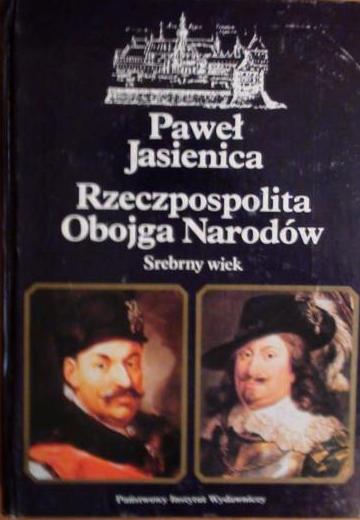 Paweł
Jasienica
Rzeczpospolita
Obojga Narodów
Srebrny wiek
Państwowy Instytut Wydawniczy